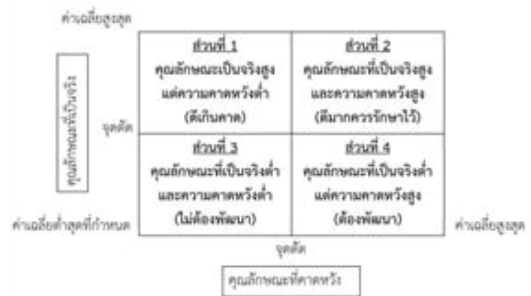 ค่าเฉลี่ยสูงสุด
ส่วนที่ 1
คุณลักษณะเป็นจริงสูง
แต่ความคาดหวังต่ำ
(ดีเกินคาด)
ส่วนที่ 2
คุณลักษณะที่เป็นจริงสูง
และความคาดหวังสูง
(ดีมากควรรักษาไว้)
คุณลักษณะที่เป็นจริง
จุดตัด
ส่วนที่ 3
คุณลักษณะที่เป็นจริงต่ำ
และความคาดหวังต่ำ
(ไม่ต้องพัฒนา)
ส่วนที่ 4
คุณลักษณะที่เป็นจริงต่ำ
แต่ความคาดหวังสูง
(ต้องพัฒนา)
ค่าเฉลี่ยต่ำสุดที่กำหนด
ค่าเฉลี่ยสูงสุด
จุดตัด
คุณลักษณะที่คาดหวัง